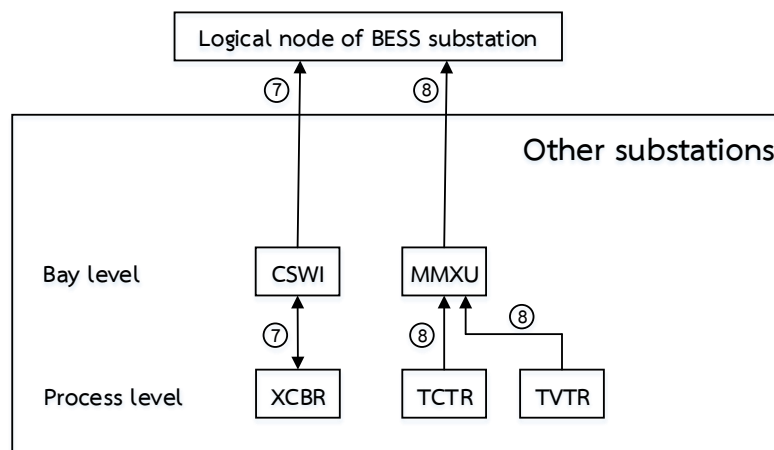 Logical node of BESS substation
⑦ ⑧
Other substations
Bay level CSWI MMXU
⑦ ⑧ ⑧
Process level XCBR TCTR TVTR